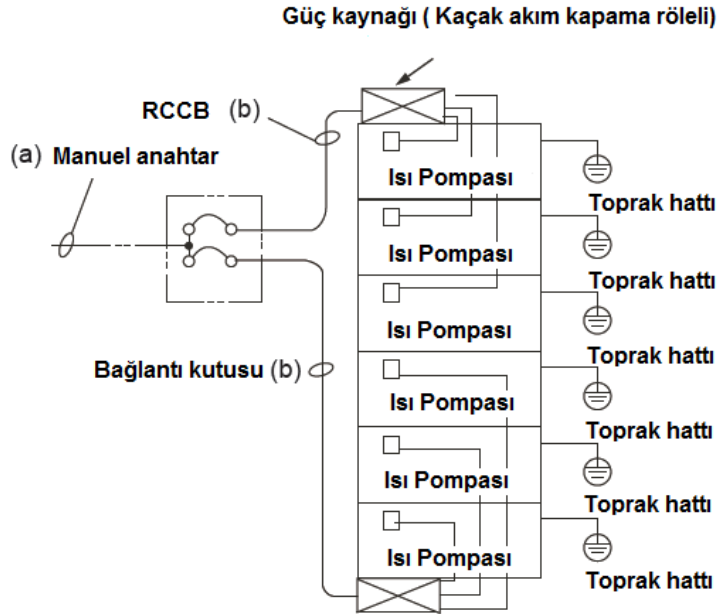 Güç kaynağı ( Kaçak akım kapama röleli)
RCCB (b)
(a) Manuel anahtar
Isı Pompası
Toprak hattı
Isı Pompası
Toprak hattı
Isı Pompası
Toprak hattı
Bağlantı kutusu (b)
Isı Pompası
Toprak hattı
Isı Pompası
Toprak hattı
Isı Pompası
Toprak hattı